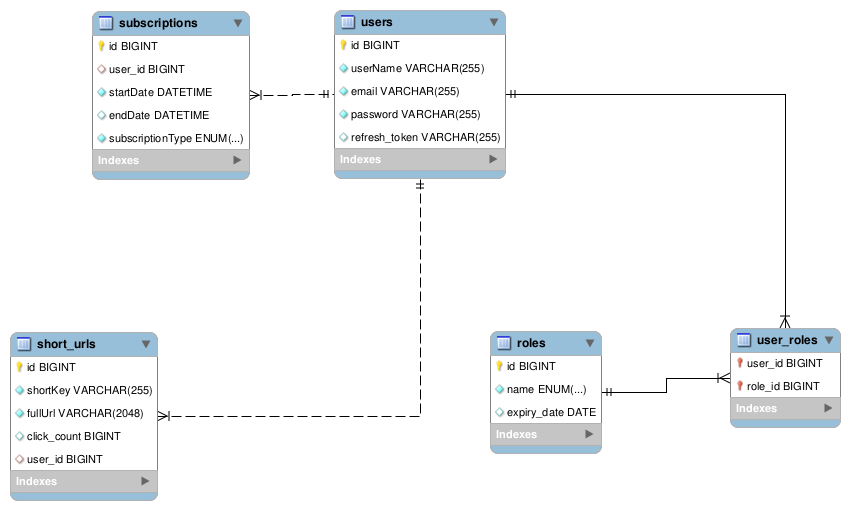 subscriptions
id BIGINT
user_id BIGINT
startDate DATETIME
endDate DATETIME
subscriptionType ENUM(...)
Indexes
users
id BIGINT
userName VARCHAR(255)
email VARCHAR(255)
password VARCHAR(255)
refresh_token VARCHAR(255)
Indexes
short_urls
id BIGINT
shortKey VARCHAR(255)
fullUrl VARCHAR(2048)
click_count BIGINT
user_id BIGINT
Indexes
roles
id BIGINT
name ENUM(...)
expiry_date DATE
Indexes
user_roles
user_id BIGINT
role_id BIGINT
Indexes